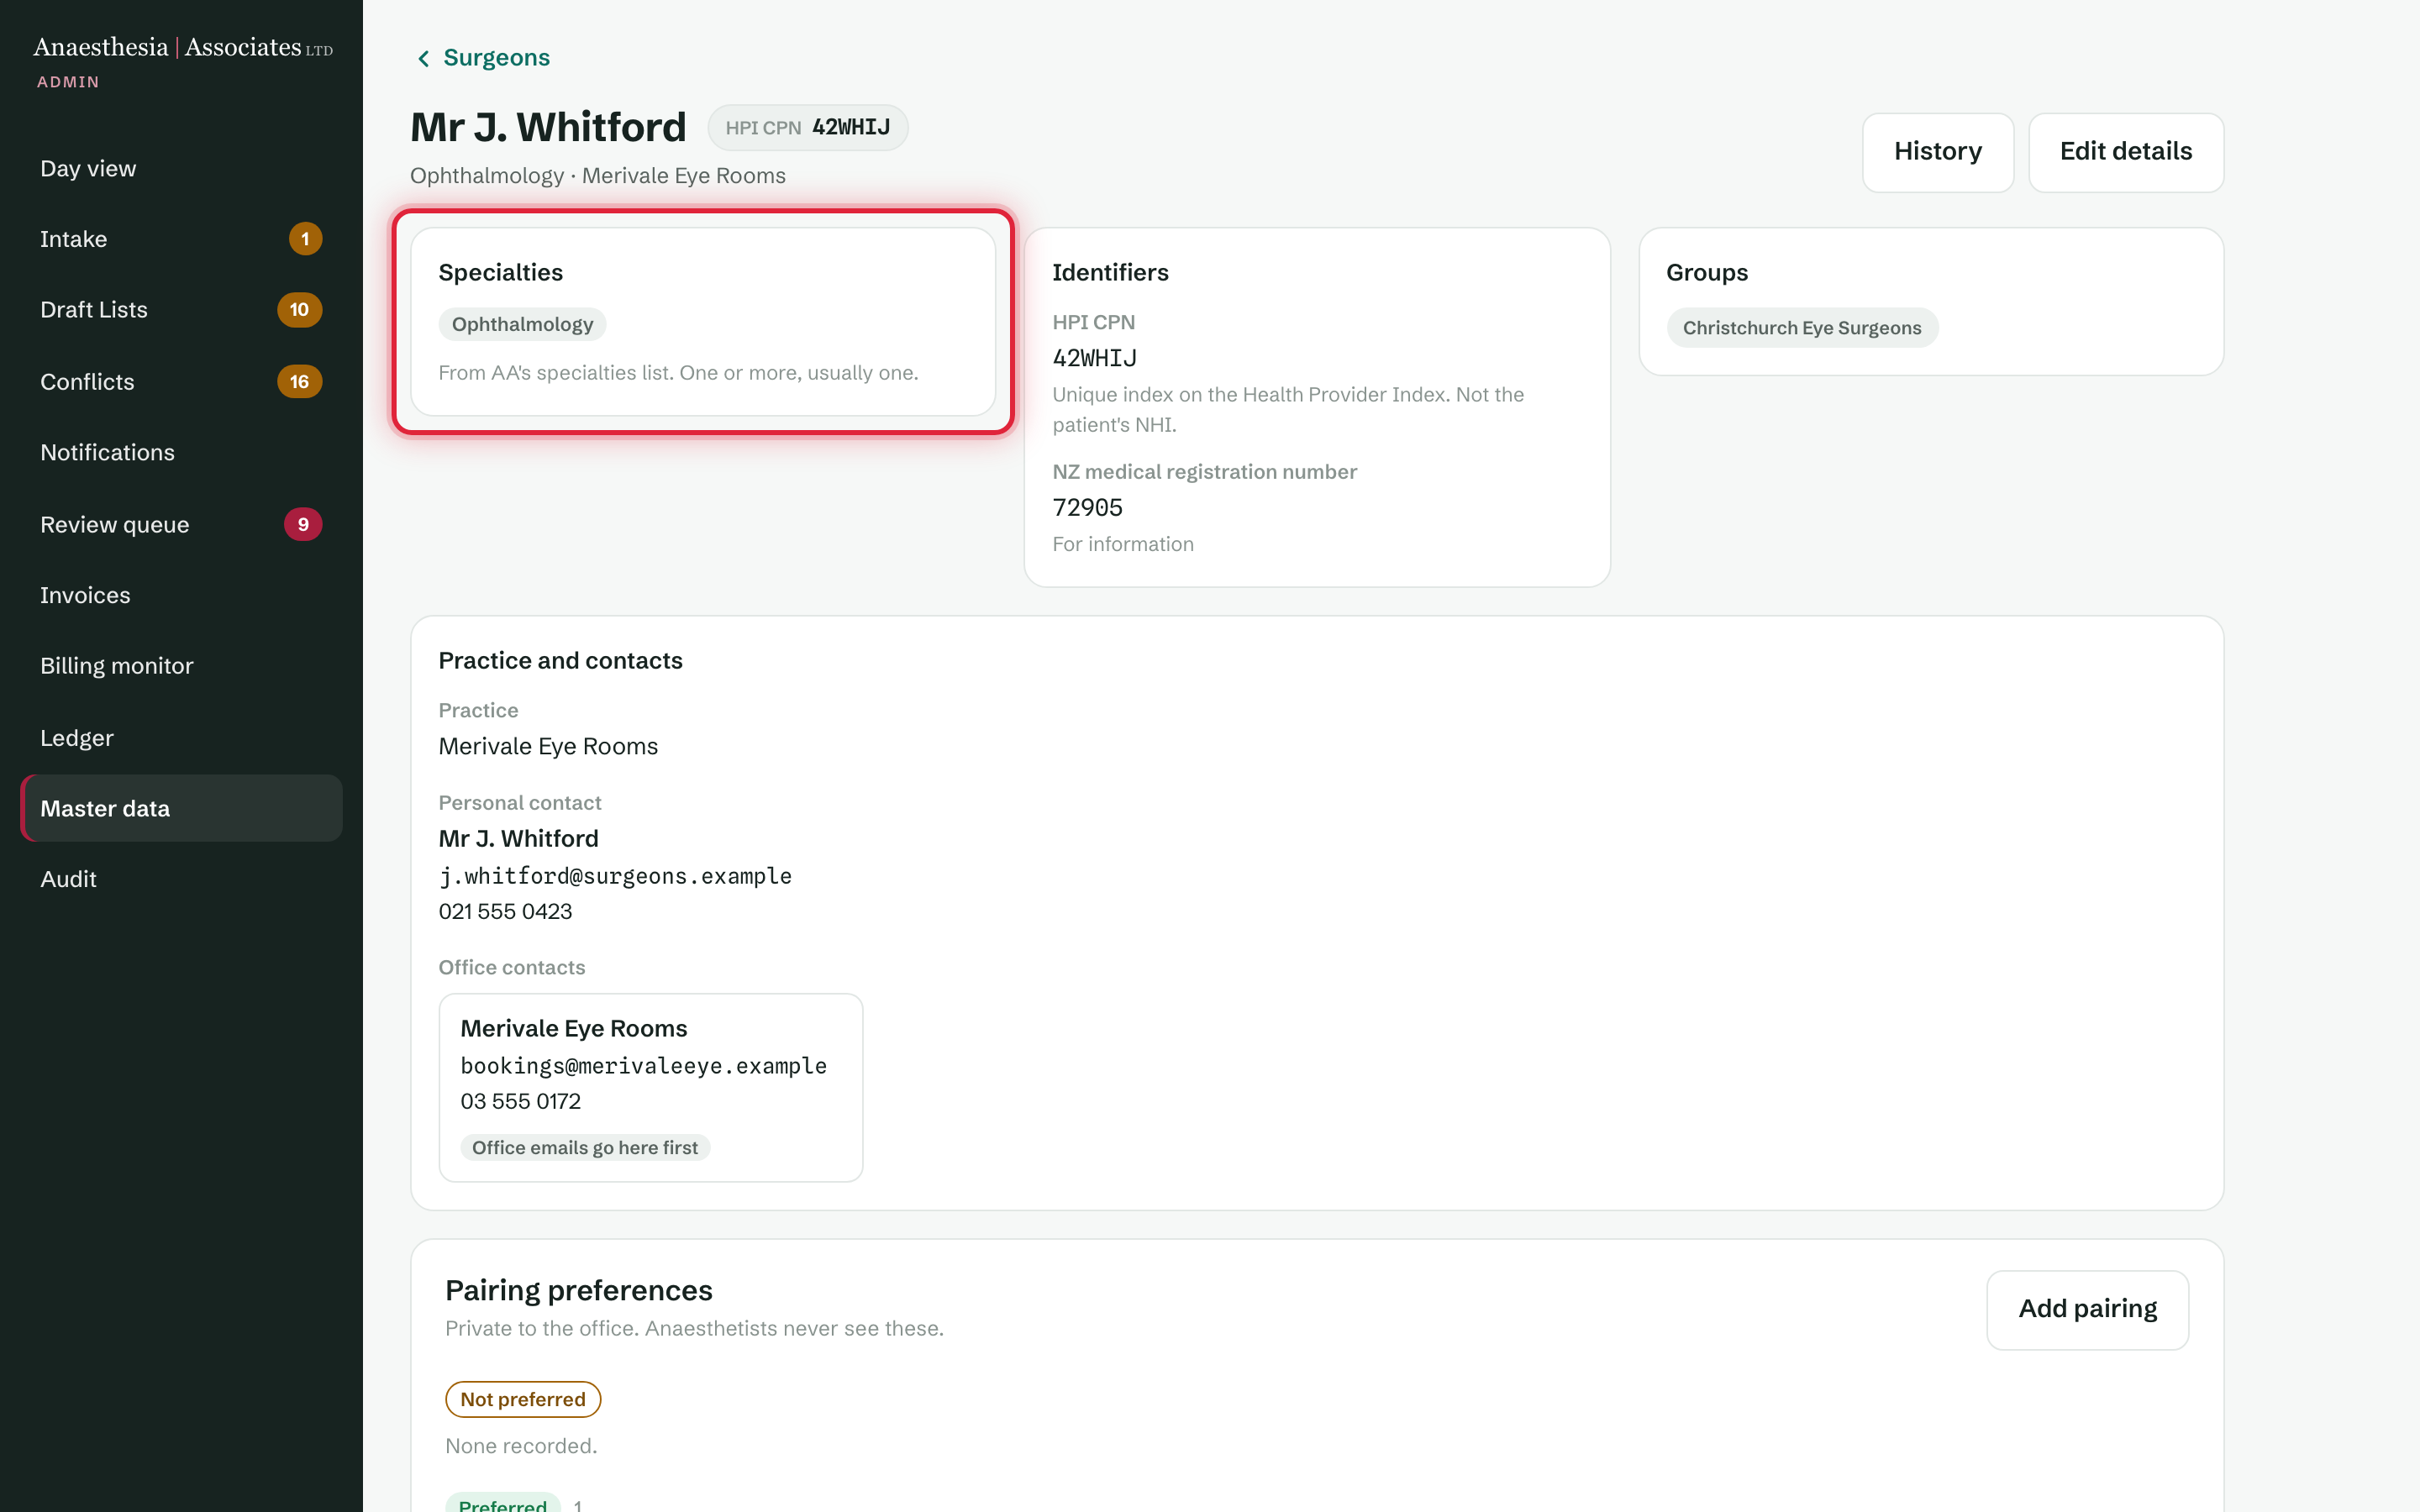 Anaesthesia | Associates LTD
ADMIN
Day view
Intake 1
Draft Lists 10
Conflicts 16
Notifications
Review queue 9
Invoices
Billing monitor
Ledger
Master data
Audit
Surgeons
Mr J. Whitford HPI CPN 42WHIJ
Ophthalmology · Merivale Eye Rooms
History
Edit details
Specialties
Ophthalmology
From AA's specialties list. One or more, usually one.
Identifiers
HPI CPN
42WHIJ
Unique index on the Health Provider Index. Not the
patient's NHI.
NZ medical registration number
72905
For information
Groups
Christchurch Eye Surgeons
Practice and contacts
Practice
Merivale Eye Rooms
Personal contact
Mr J. Whitford
j.whitford@surgeons.example
021 555 0423
Office contacts
Merivale Eye Rooms
bookings@merivaleeye.example
03 555 0172
Office emails go here first
Pairing preferences
Private to the office. Anaesthetists never see these.
Add pairing
Not preferred
None recorded.
Preferred 1